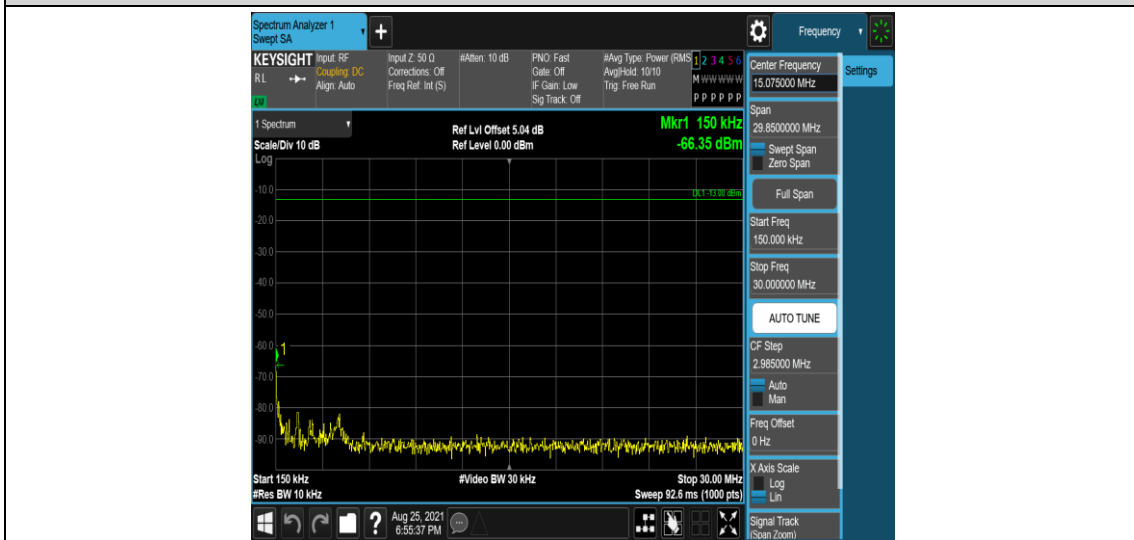 Spectrum Analyzer 1
Swept SA
+
Frequency
KEYSIGHT Input: RF
RL
Coupling: DC
Align: Auto
LXI
Input Z: 50 Ω
Corrections: Off
Freq Ref: Int (S)
#Atten: 10 dB
PNO: Fast
Gate: Off
IF Gain: Low
Sig Track: Off
#Avg Type: Power (RMS
Avg|Hold: 10/10
Trig: Free Run
1 2 3 4 5 6
M W W W W W
P P P P P P
1 Spectrum
Scale/Div 10 dB
Ref Lvl Offset 5.04 dB
Ref Level 0.00 dBm
Mkr1 150 kHz
-66.35 dBm
Log
DL1 -13.00 dBm
-10.0
-20.0
-30.0
-40.0
-50.0
-60.0
1
-70.0
-80.0
-90.0
Start 150 kHz
#Res BW 10 kHz
#Video BW 30 kHz
Stop 30.00 MHz
Sweep 92.6 ms (1000 pts)
?
Aug 25, 2021
6:55:37 PM
Center Frequency
15.075000 MHz
Settings
Span
29.8500000 MHz
Swept Span
Zero Span
Full Span
Start Freq
150.000 kHz
Stop Freq
30.000000 MHz
AUTO TUNE
CF Step
2.985000 MHz
Auto
Man
Freq Offset
0 Hz
X Axis Scale
Log
Lin
Signal Track
(Span Zoom)